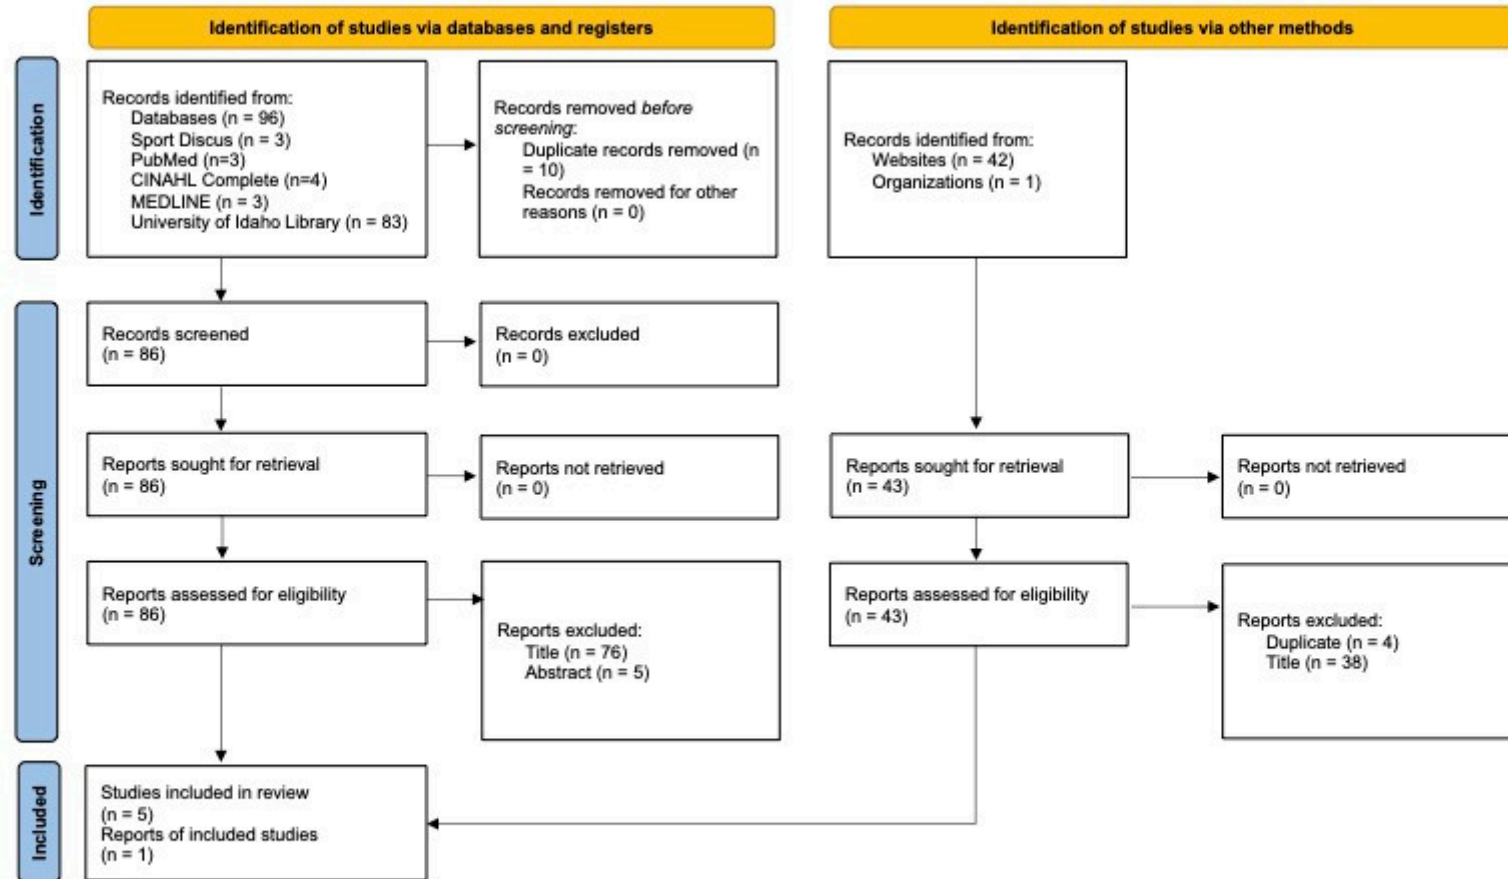 Identification of studies via databases and registers
Identification of studies via other methods
Identification
Records identified from:
Databases (n = 96)
Sport Discus (n = 3)
PubMed (n=3)
CINAHL Complete (n=4)
MEDLINE (n = 3)
University of Idaho Library (n = 83)
Records removed before
screening:
Duplicate records removed (n
= 10)
Records removed for other
reasons (n = 0)
Records identified from:
Websites (n = 42)
Organizations (n = 1)
Screening
Records screened
(n = 86)
Records excluded
(n = 0)
Reports sought for retrieval
(n = 86)
Reports not retrieved
(n = 0)
Reports sought for retrieval
(n = 43)
Reports not retrieved
(n = 0)
Reports assessed for eligibility
(n = 86)
Reports excluded:
Title (n = 76)
Abstract (n = 5)
Reports assessed for eligibility
(n = 43)
Reports excluded:
Duplicate (n = 4)
Title (n = 38)
Included
Studies included in review
(n = 5)
Reports of included studies
(n = 1)